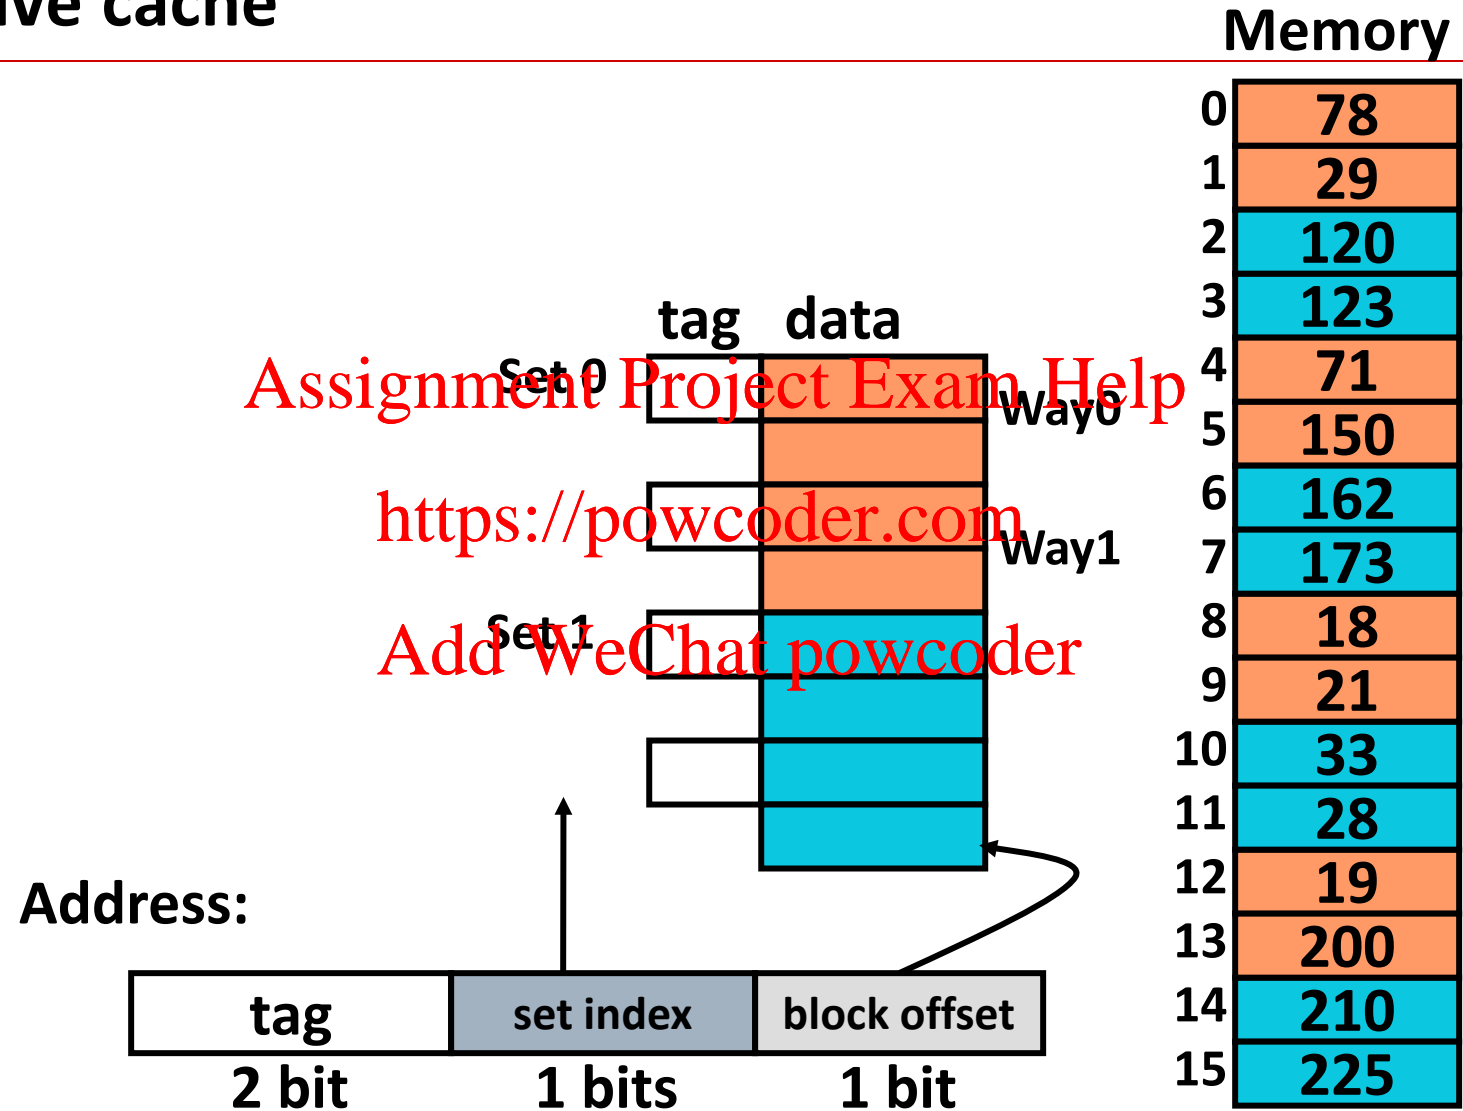 ive cache
Memory
0 78
1 29
2 120
3 123
tag data
Set 0
Way0
4 71
5 150
Assignment Project Exam Help
6 162
https://powcoder.com
Way1
7 173
Set 1
8 18
Add WeChat powcoder
9 21
10 33
11 28
12 19
Address:
13 200
14 210
tag set index block offset
15 225
2 bit 1 bits 1 bit